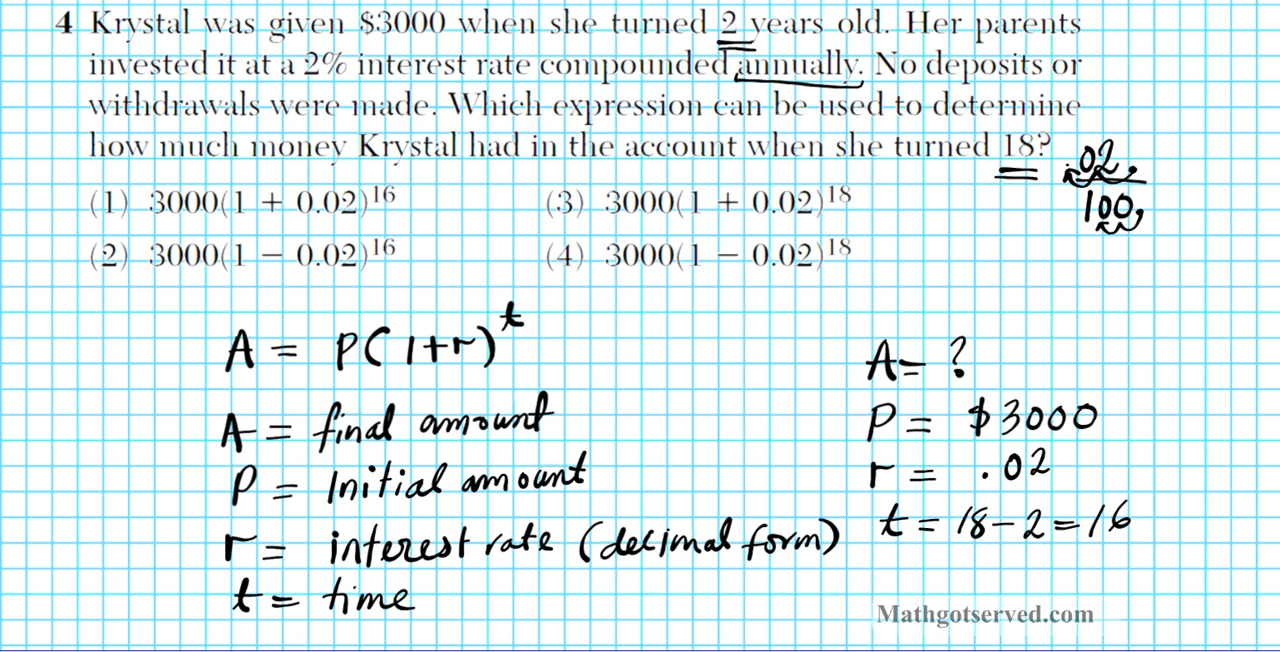 4 Krystal was given $3000 when she turned 2 years old. Her parents
invested it at a 2% interest rate compounded annually. No deposits or
withdrawals were made. Which expression can be used to determine
how much money Krystal had in the account when she turned 18?
.02.
100.
(1) 3000(1 + 0.02)^16 (3) 3000(1 + 0.02)^18
(2) 3000(1 − 0.02)^16 (4) 3000(1 − 0.02)^18
A = P(1+r)^t
A = final amount
P = Initial amount
r = interest rate (decimal form)
t = time
A = ?
P = $3000
r = .02
t = 18-2=16
Mathgotserved.com